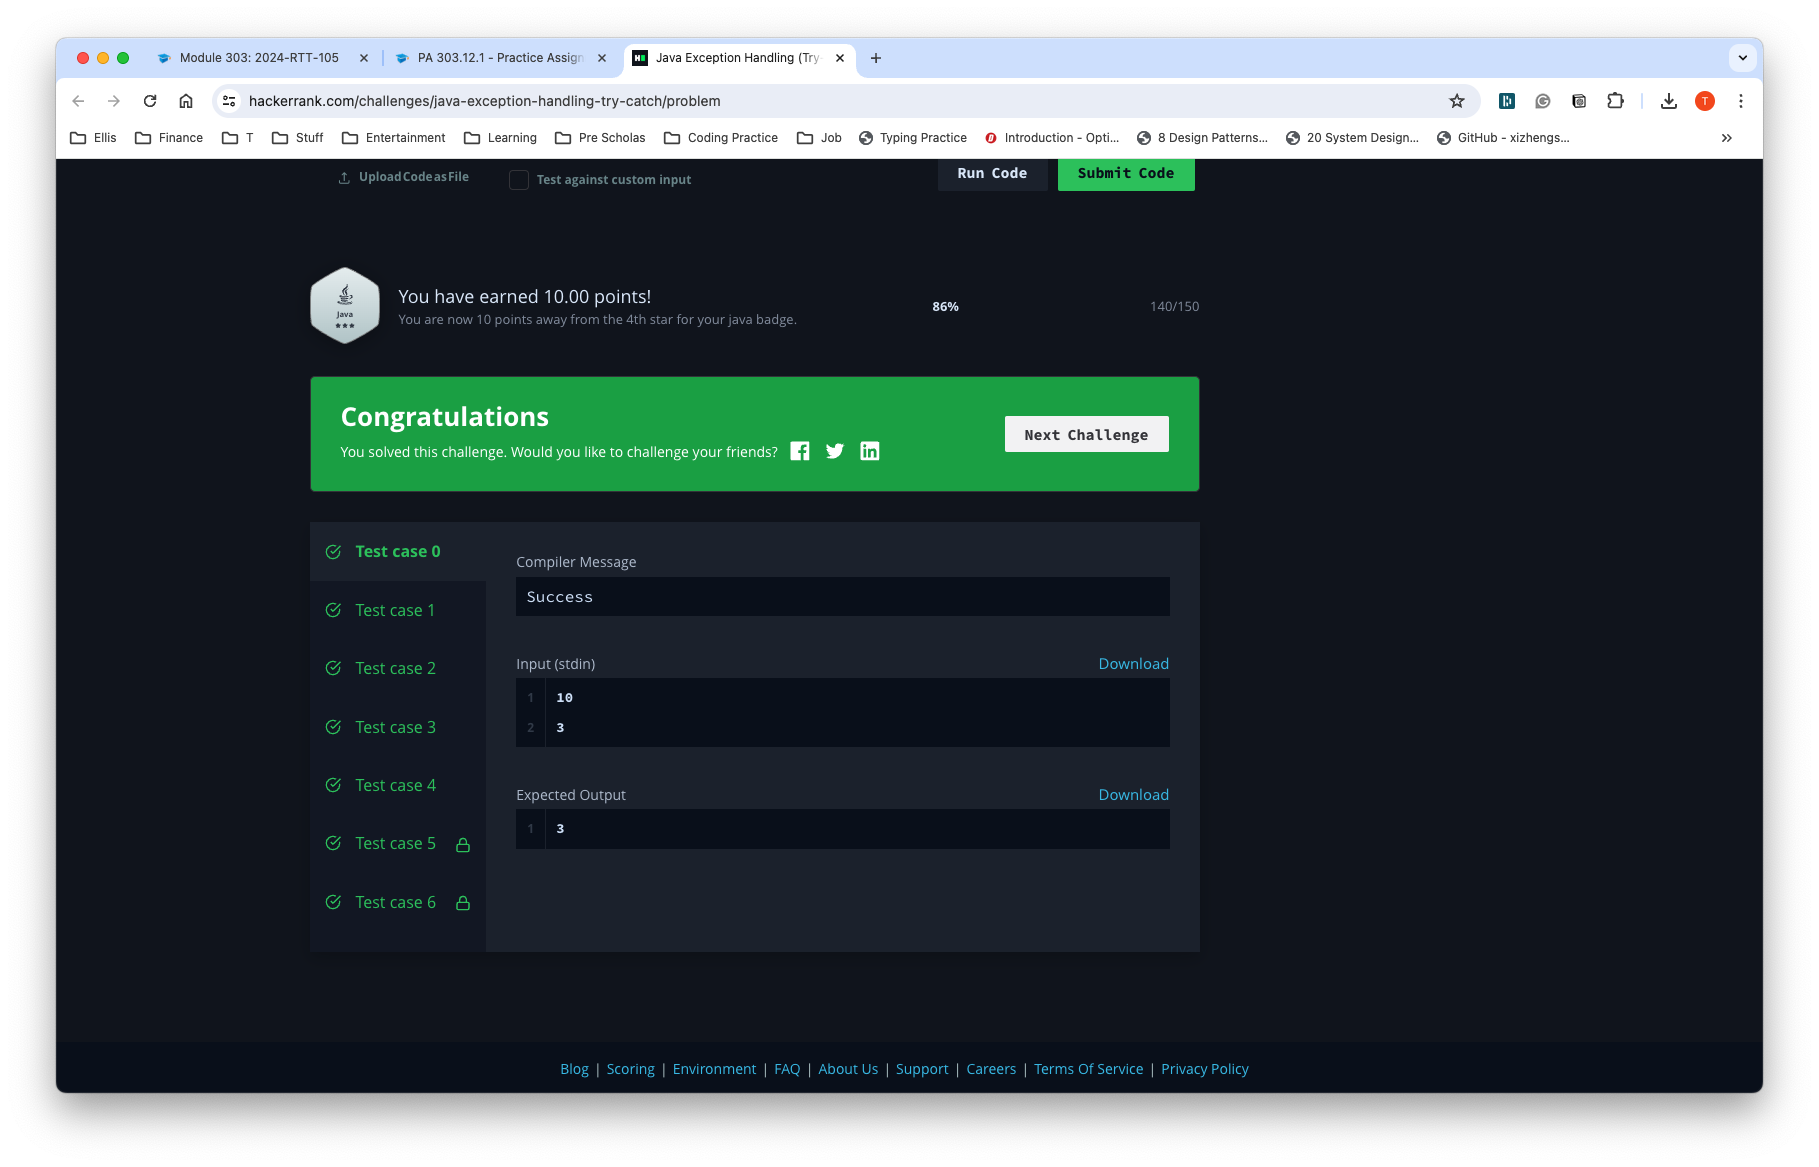 Module 303: 2024-RTT-105
PA 303.12.1 - Practice Assign
Java Exception Handling (Try
hackerrank.com/challenges/java-exception-handling-try-catch/problem
T
Ellis
Finance
T
Stuff
Entertainment
Learning
Pre Scholas
Coding Practice
Job
Typing Practice
Introduction - Opti...
8 Design Patterns...
20 System Design...
GitHub - xizhengs...
Upload Code as File
Test against custom input
Run Code
Submit Code
Java
You have earned 10.00 points!
You are now 10 points away from the 4th star for your java badge.
86%
140/150
Congratulations
You solved this challenge. Would you like to challenge your friends?
Next Challenge
Test case 0
Test case 1
Test case 2
Test case 3
Test case 4
Test case 5
Test case 6
Compiler Message
Success
Input (stdin)
Download
1 10
2 3
Expected Output
Download
1 3
Blog | Scoring | Environment | FAQ | About Us | Support | Careers | Terms Of Service | Privacy Policy